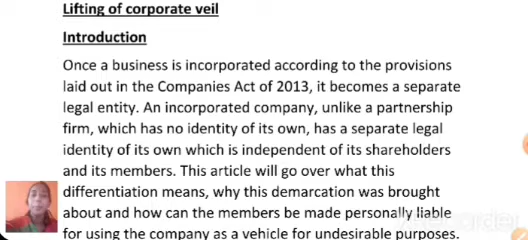 Lifting of corporate veil
Introduction
Once a business is incorporated according to the provisions
laid out in the Companies Act of 2013, it becomes a separate
legal entity. An incorporated company, unlike a partnership
firm, which has no identity of its own, has a separate legal
identity of its own which is independent of its shareholders
and its members. This article will go over what this
differentiation means, why this demarcation was brought
about and how can the members be made personally liable
for using the company as a vehicle for undesirable purposes.